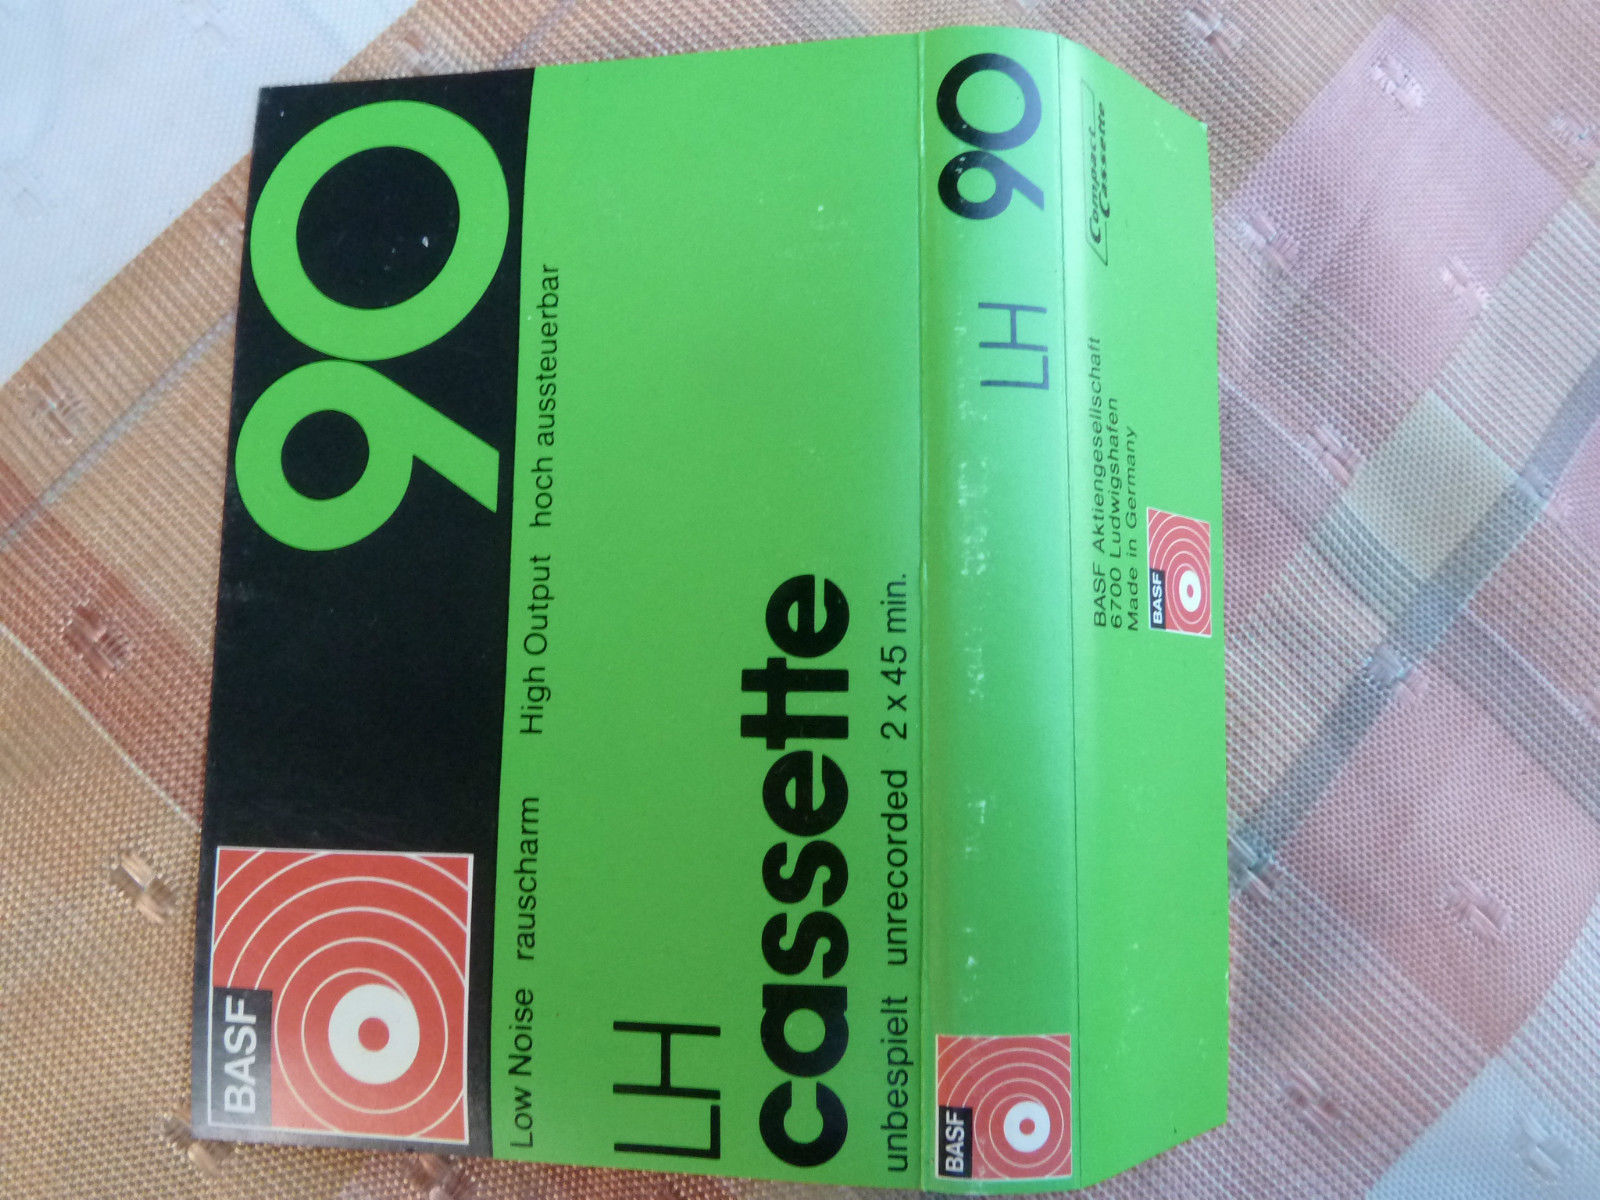 BASF
90
Low Noise rauscharm High Output hoch aussteuerbar
LH
cassette
unbespielt unrecorded 2 x 45 min.
BASF
LH
90
BASF Aktiengesellschaft
6700 Ludwigshafen
Made in Germany
BASF
Compact
Cassette